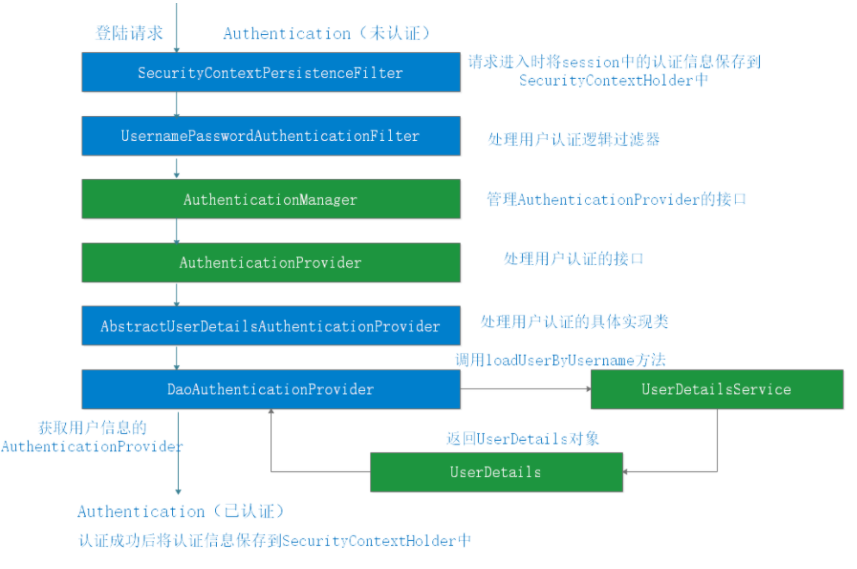 登陆请求
Authentication（未认证）
SecurityContextPersistenceFilter
请求进入时将session中的认证信息保存到
SecurityContextHolder中
UsernamePasswordAuthenticationFilter
处理用户认证逻辑过滤器
AuthenticationManager
管理AuthenticationProvider的接口
AuthenticationProvider
处理用户认证的接口
AbstractUserDetailsAuthenticationProvider
处理用户认证的具体实现类
调用loadUserByUsername方法
DaoAuthenticationProvider
UserDetailsService
获取用户信息的
AuthenticationProvider
返回UserDetails对象
UserDetails
Authentication（已认证）
认证成功后将认证信息保存到SecurityContextHolder中